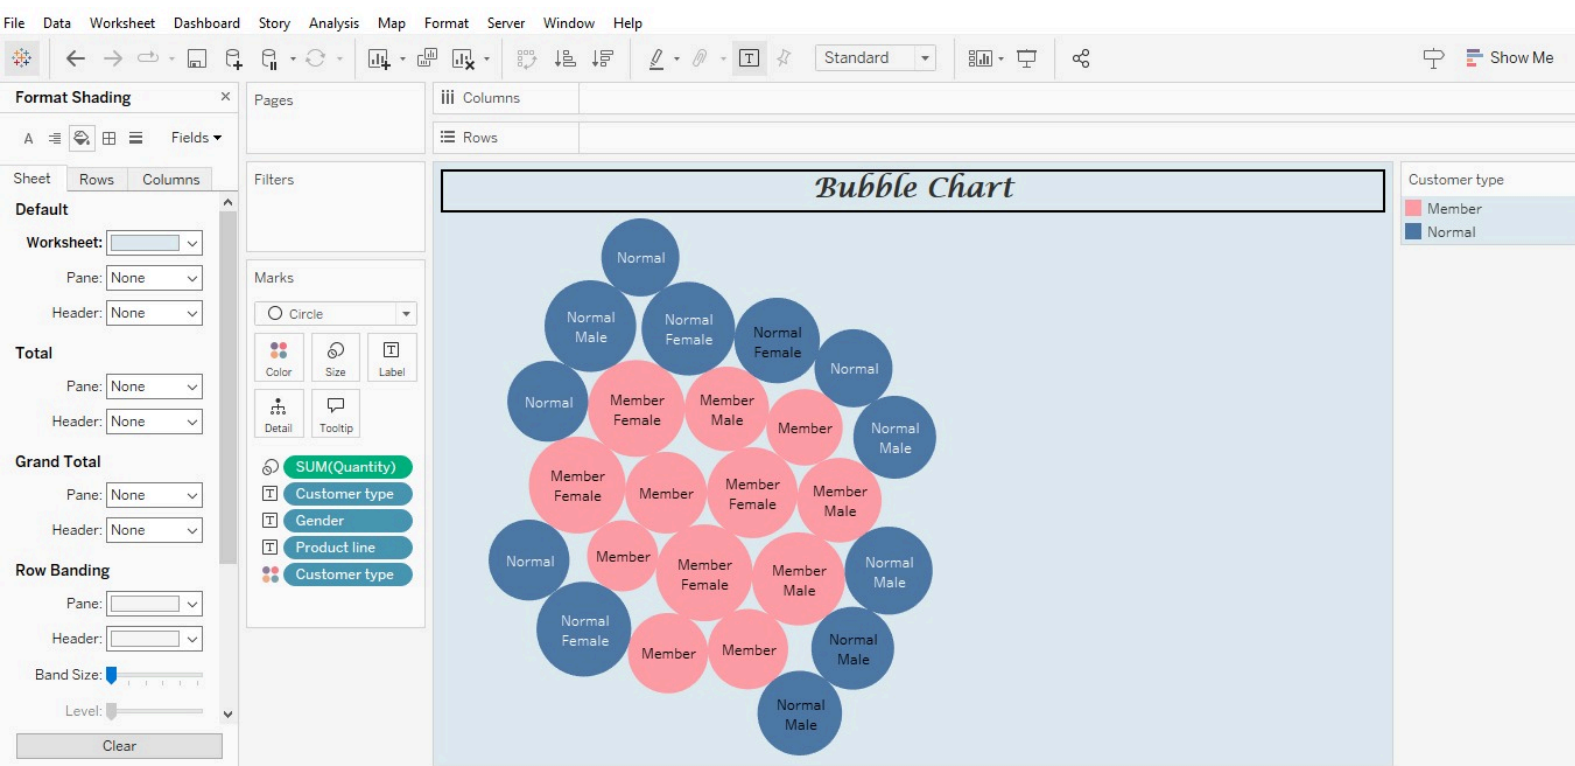 File Data Worksheet Dashboard Story Analysis Map Format Server Window Help
Standard
Show Me
Format Shading
Fields
Sheet Rows Columns
Default
Worksheet:
Pane: None
Header: None
Total
Pane: None
Header: None
Grand Total
Pane: None
Header: None
Row Banding
Pane:
Header:
Band Size:
Level:
Clear
Pages
Filters
Marks
Circle
Color Size Label
Detail Tooltip
SUM(Quantity)
Customer type
Gender
Product line
Customer type
Columns
Rows
Bubble Chart
Normal
Normal
Male
Normal
Female
Normal
Female
Normal
Normal
Member
Female
Member
Male
Member
Normal
Male
Member
Female
Member
Member
Female
Member
Male
Normal
Member
Member
Female
Member
Male
Normal
Male
Normal
Female
Member
Member
Normal
Male
Normal
Male
Customer type
Member
Normal